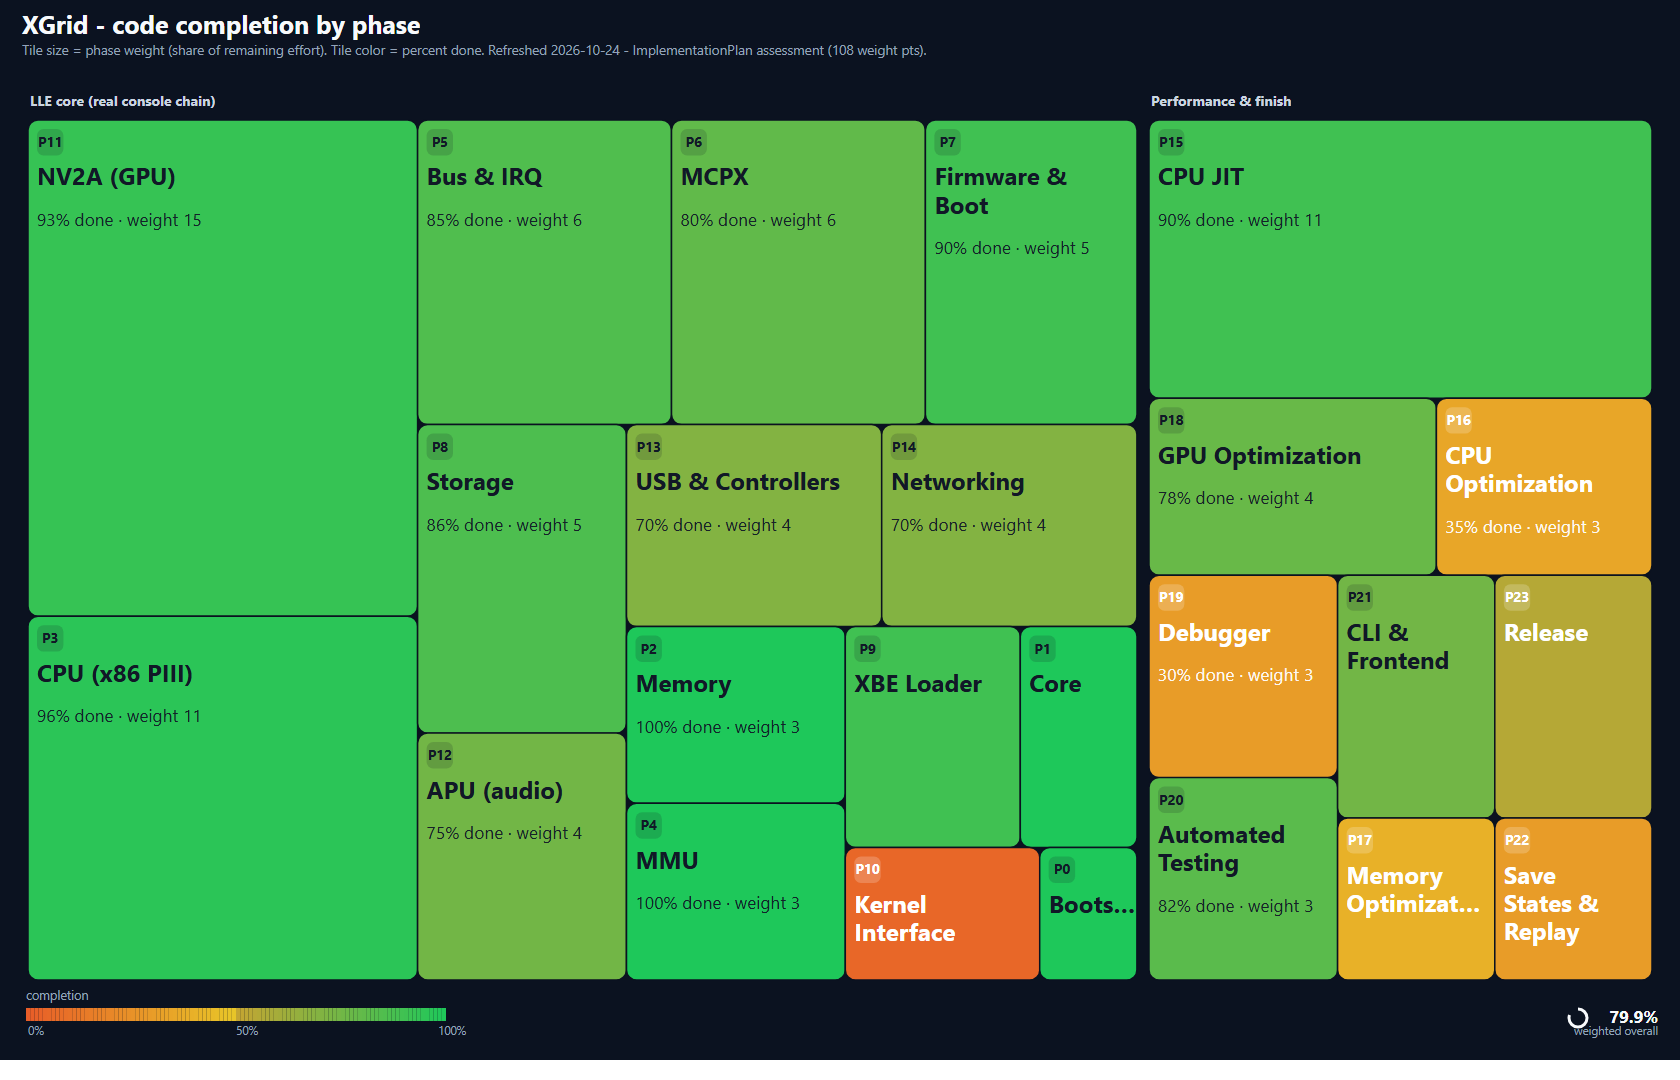 XGrid - code completion by phase
Tile size = phase weight (share of remaining effort). Tile color = percent done. Refreshed 2026-10-24 - ImplementationPlan assessment (108 weight pts).
LLE core (real console chain)
P11
NV2A (GPU)
93% done · weight 15
P5
Bus & IRQ
85% done · weight 6
P6
MCPX
80% done · weight 6
P7
Firmware &
Boot
90% done · weight 5
P8
Storage
86% done · weight 5
P13
USB & Controllers
70% done · weight 4
P14
Networking
70% done · weight 4
P3
CPU (x86 PIII)
96% done · weight 11
P12
APU (audio)
75% done · weight 4
P2
Memory
100% done · weight 3
P9
XBE Loader
P1
Core
P4
MMU
100% done · weight 3
P10
Kernel
Interface
P0
Boots...
Performance & finish
P15
CPU JIT
90% done · weight 11
P18
GPU Optimization
78% done · weight 4
P16
CPU
Optimization
35% done · weight 3
P19
Debugger
30% done · weight 3
P21
CLI &
Frontend
P23
Release
P20
Automated
Testing
82% done · weight 3
P17
Memory
Optimizat...
P22
Save
States &
Replay
completion
0%
50%
100%
79.9%
weighted overall